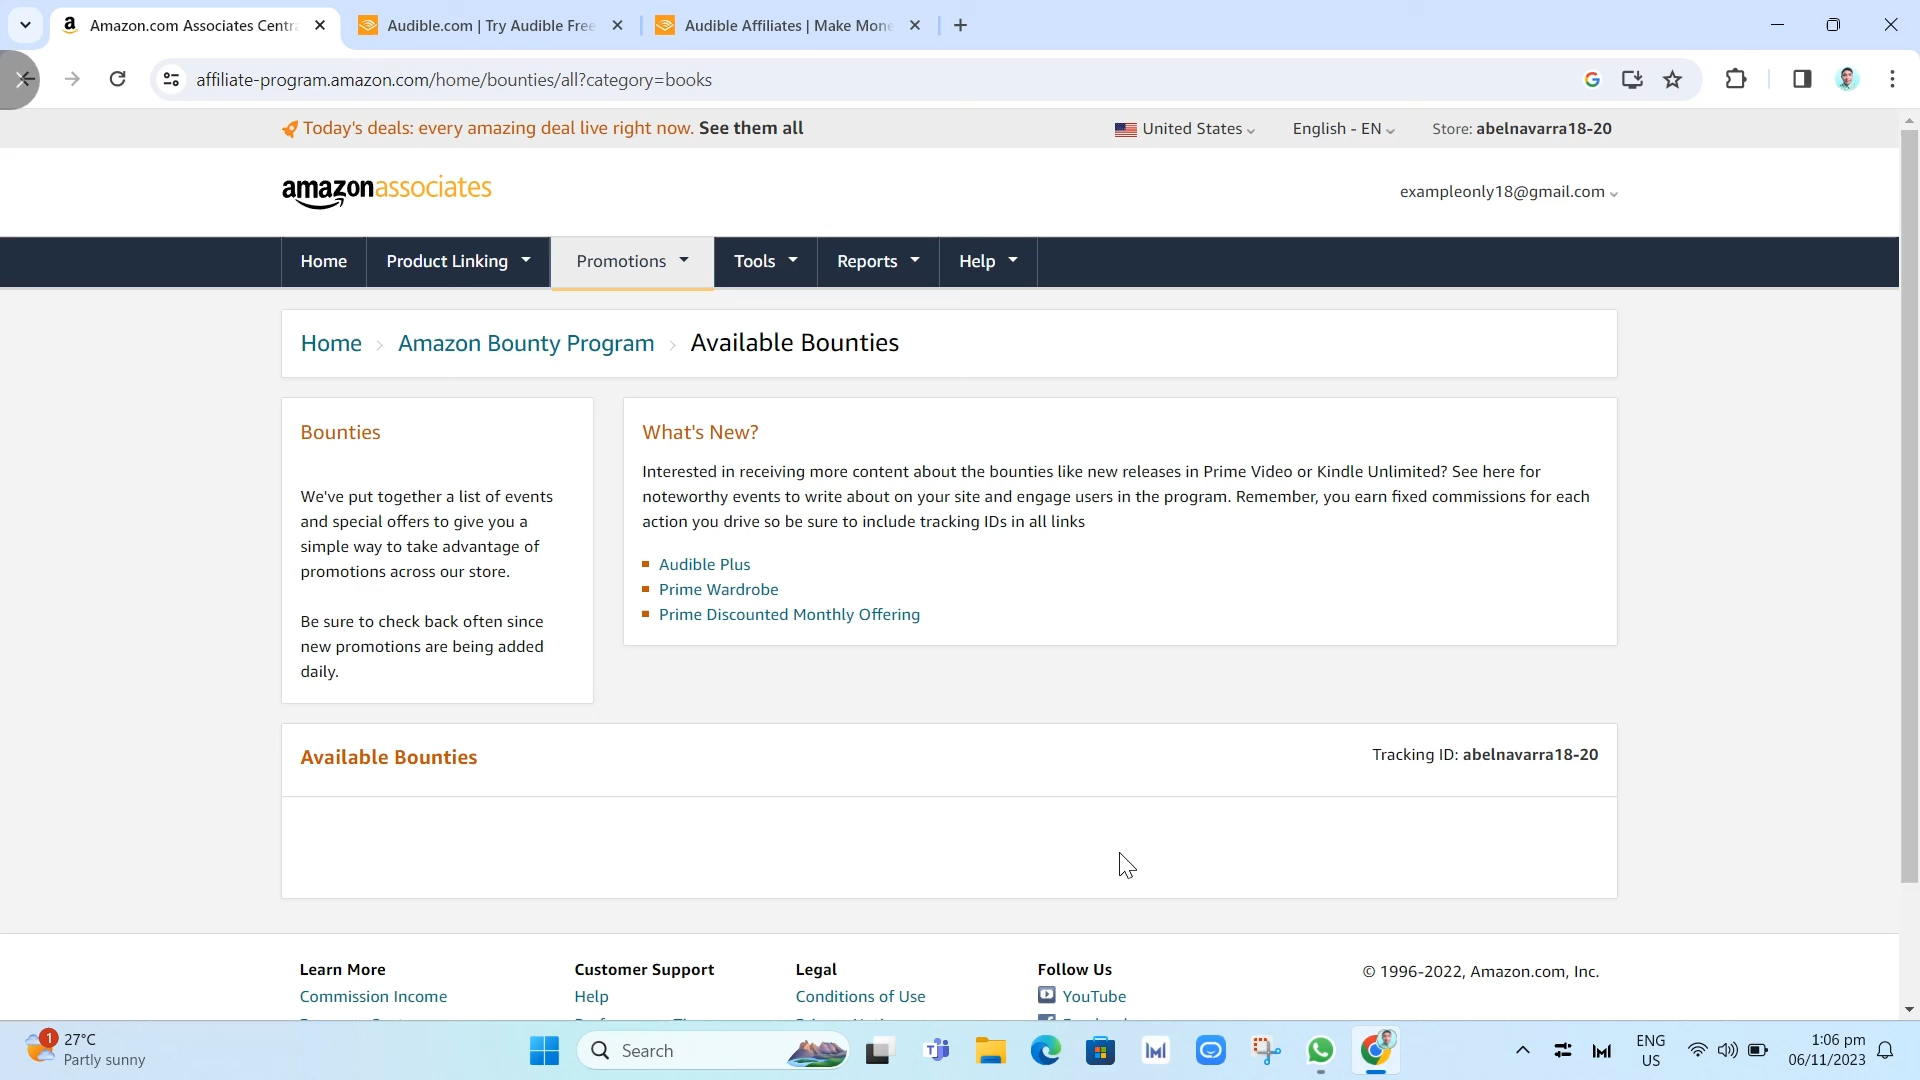 Amazon.com Associates Centr
Audible.com | Try Audible Free
Audible Affiliates | Make Mone
affiliate-program.amazon.com/home/bounties/all?category=books
Today's deals: every amazing deal live right now. See them all
United States
English - EN
Store: abelnavarra18-20
amazonassociates
exampleonly18@gmail.com
Home
Product Linking
Promotions
Tools
Reports
Help
Home
Amazon Bounty Program
Available Bounties
Bounties
We've put together a list of events
and special offers to give you a
simple way to take advantage of
promotions across our store.
Be sure to check back often since
new promotions are being added
daily.
What's New?
Interested in receiving more content about the bounties like new releases in Prime Video or Kindle Unlimited? See here for
noteworthy events to write about on your site and engage users in the program. Remember, you earn fixed commissions for each
action you drive so be sure to include tracking IDs in all links
Audible Plus
Prime Wardrobe
Prime Discounted Monthly Offering
Available Bounties
Tracking ID: abelnavarra18-20
Learn More
Commission Income
Customer Support
Help
Legal
Conditions of Use
Follow Us
YouTube
© 1996-2022, Amazon.com, Inc.
1
27°C
Partly sunny
Search
ENG
US
1:06 pm
06/11/2023